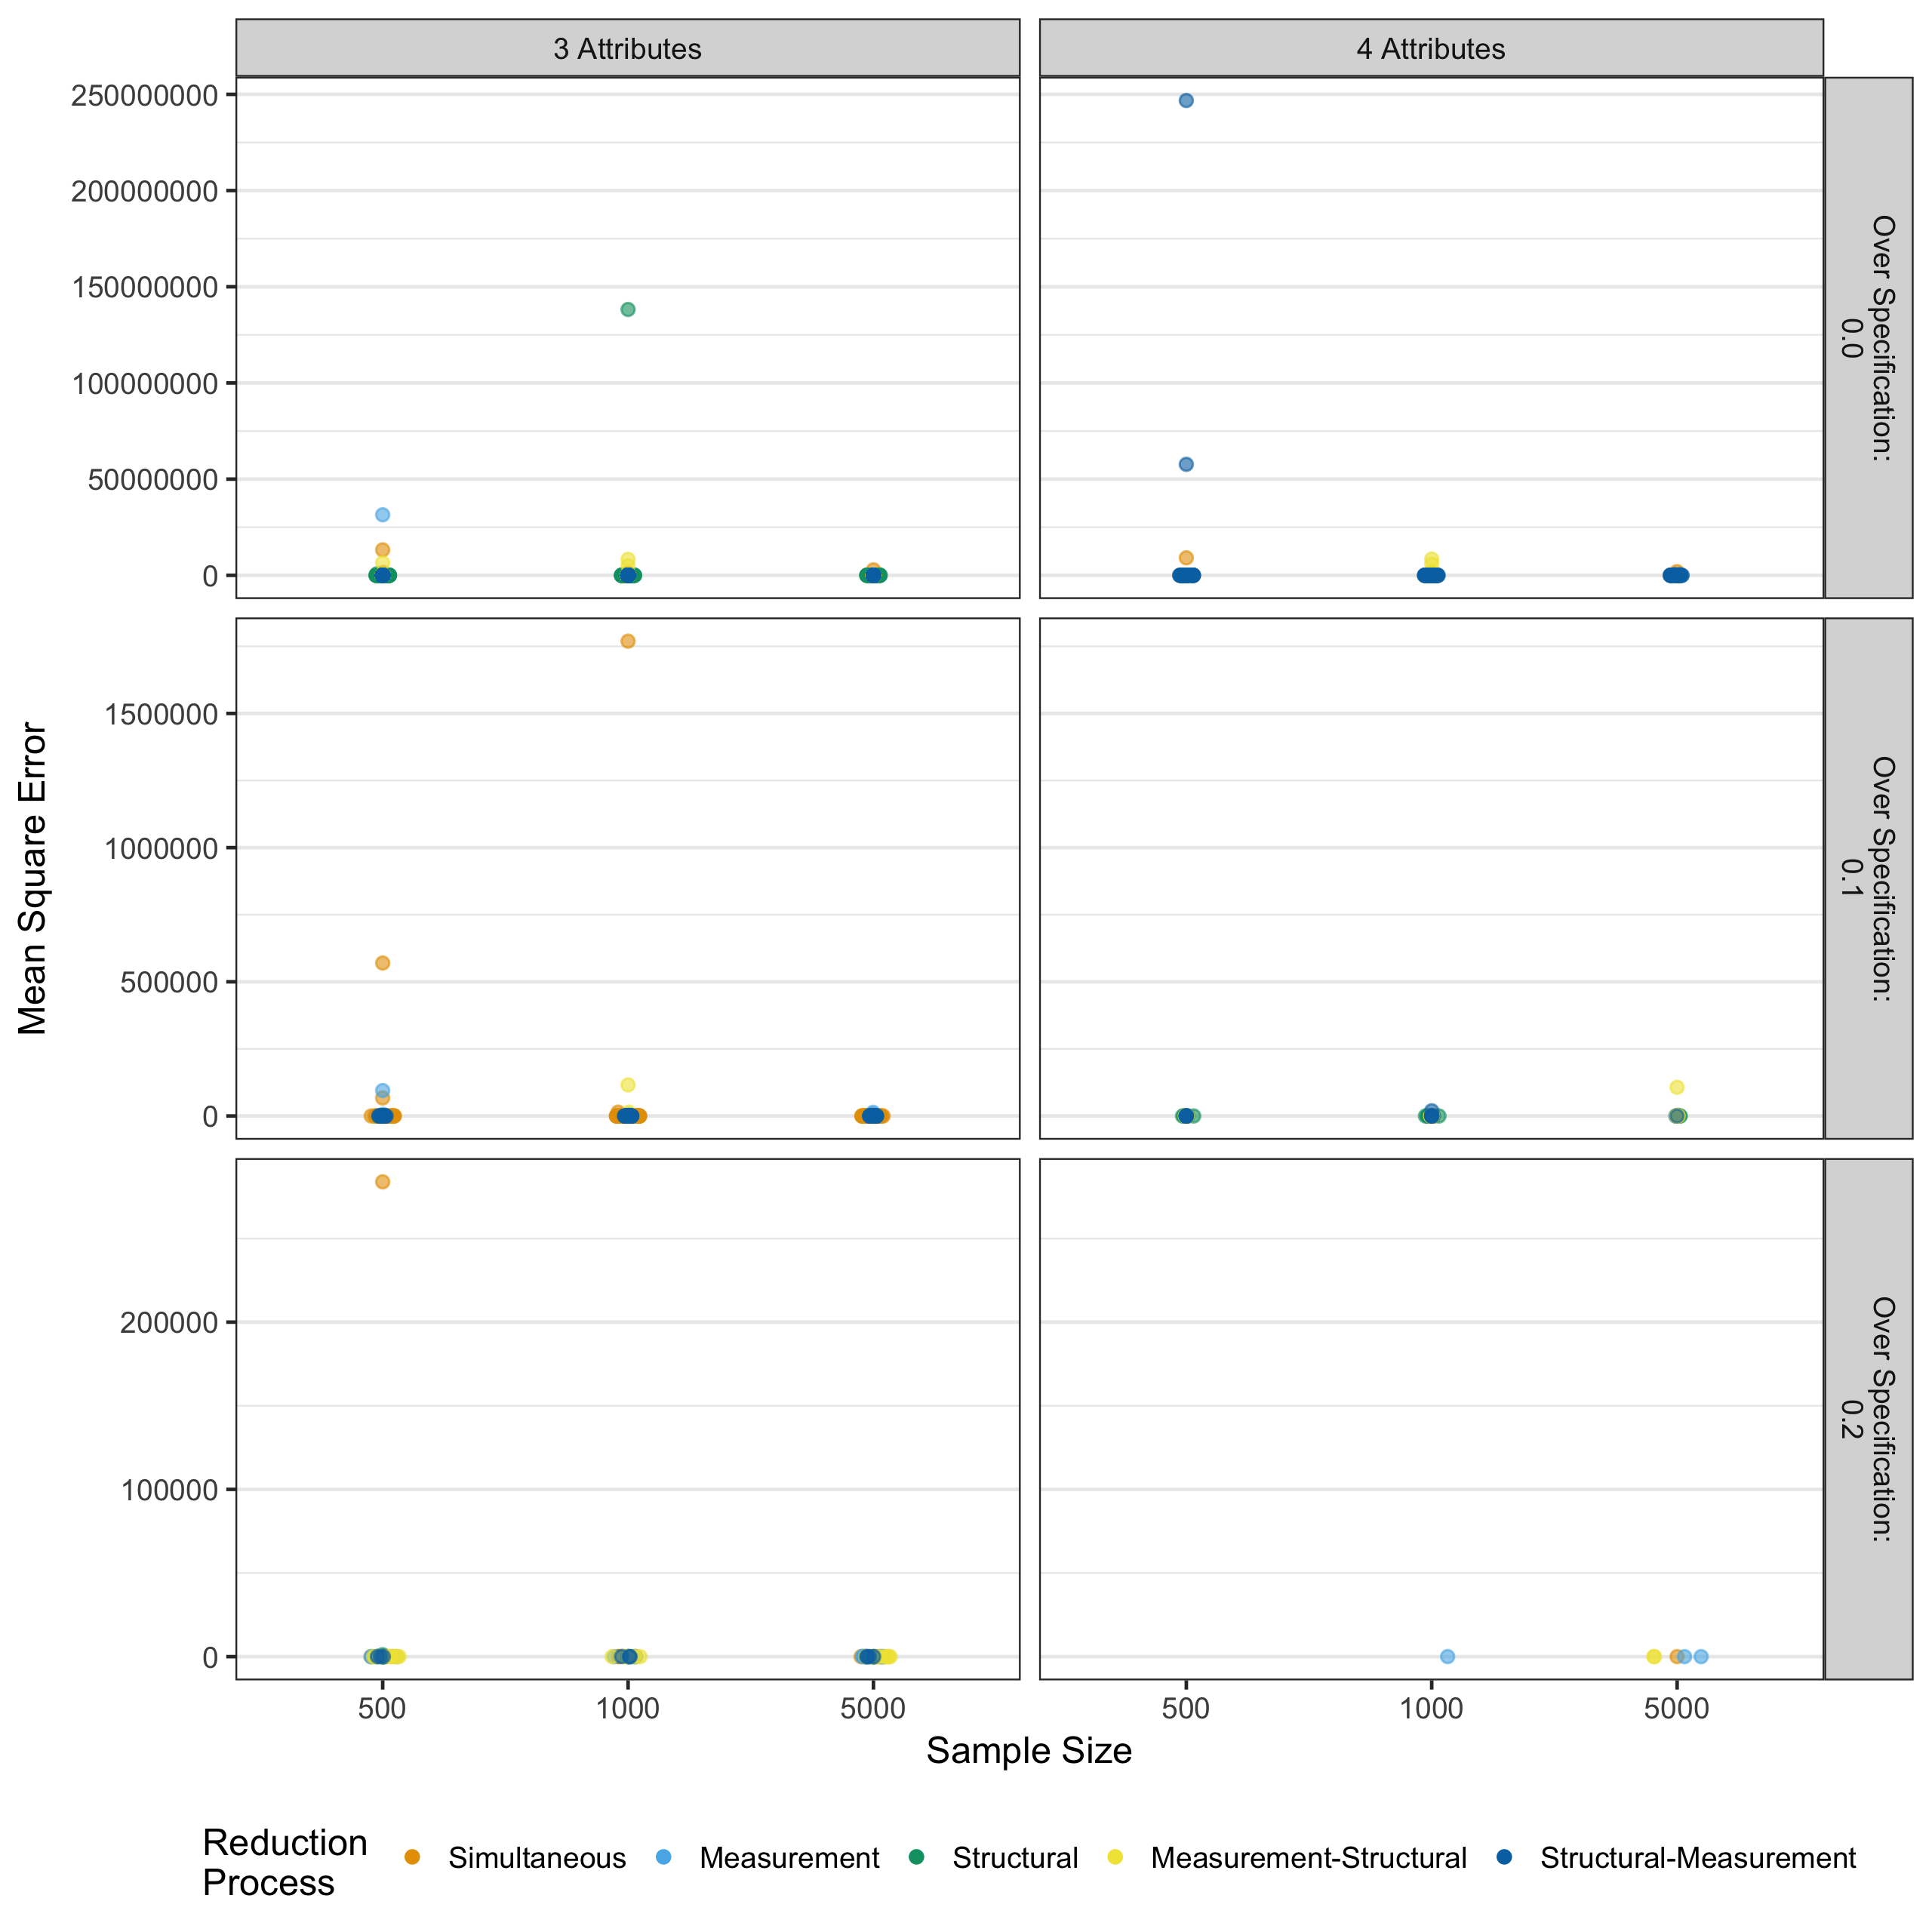 3 Attributes
4 Attributes
250000000
200000000
150000000
100000000
50000000
0
Over Specification:
0.0
Mean Square Error
1500000
1000000
500000
0
Over Specification:
0.1
200000
100000
0
Over Specification:
0.2
500
1000
5000
500
1000
5000
Sample Size
Reduction
Process
Simultaneous
Measurement
Structural
Measurement-Structural
Structural-Measurement